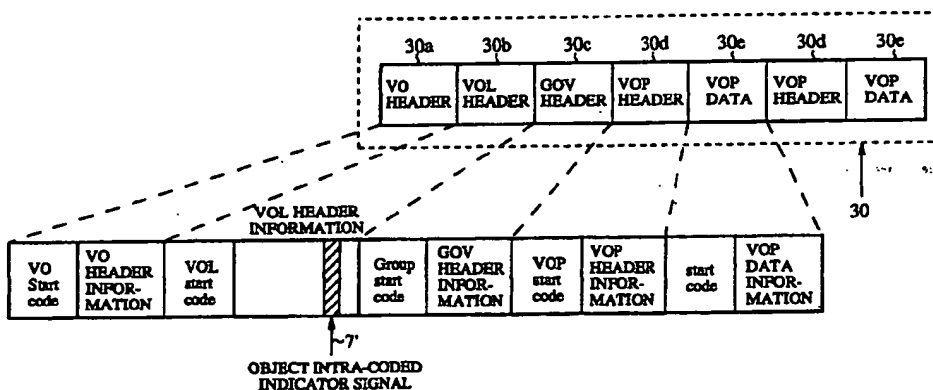 30a 30b 30c 30d 30e 30d 30e
VO HEADER VOL HEADER GOV HEADER VOP HEADER VOP DATA VOP HEADER VOP DATA
30
VOL HEADER
INFORMATION
VO Start code VO HEADER INFOR- MATION VOL start code Group start code GOV HEADER INFOR- MATION VOP start code VOP HEADER INFOR- MATION start code VOP DATA INFOR- MATION
7'
OBJECT INTRA-CODED
INDICATOR SIGNAL